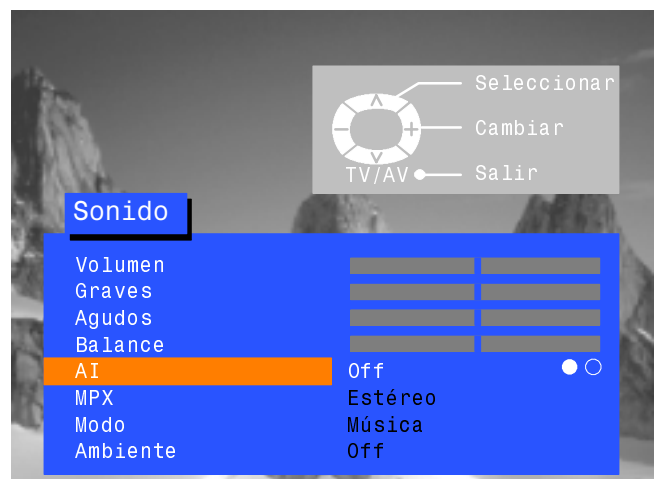 Seleccionar
Cambiar
TV/AV Salir
Sonido
Volumen
Graves
Agudos
Balance
AI Off
MPX Estéreo
Modo Música
Ambiente Off